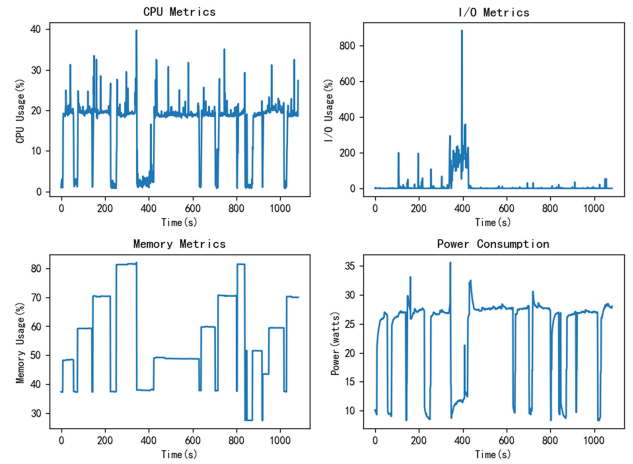 CPU Metrics
40
30
20
10
0
CPU Usage(%)
0 200 400 600 800 1000
Time(s)
I/O Metrics
800
600
400
200
0
I/O Usage(%)
0 200 400 600 800 1000
Time(s)
Memory Metrics
80
70
60
50
40
30
Memory Usage(%)
0 200 400 600 800 1000
Time(s)
Power Consumption
35
30
25
20
15
10
Power(watts)
0 200 400 600 800 1000
Time(s)